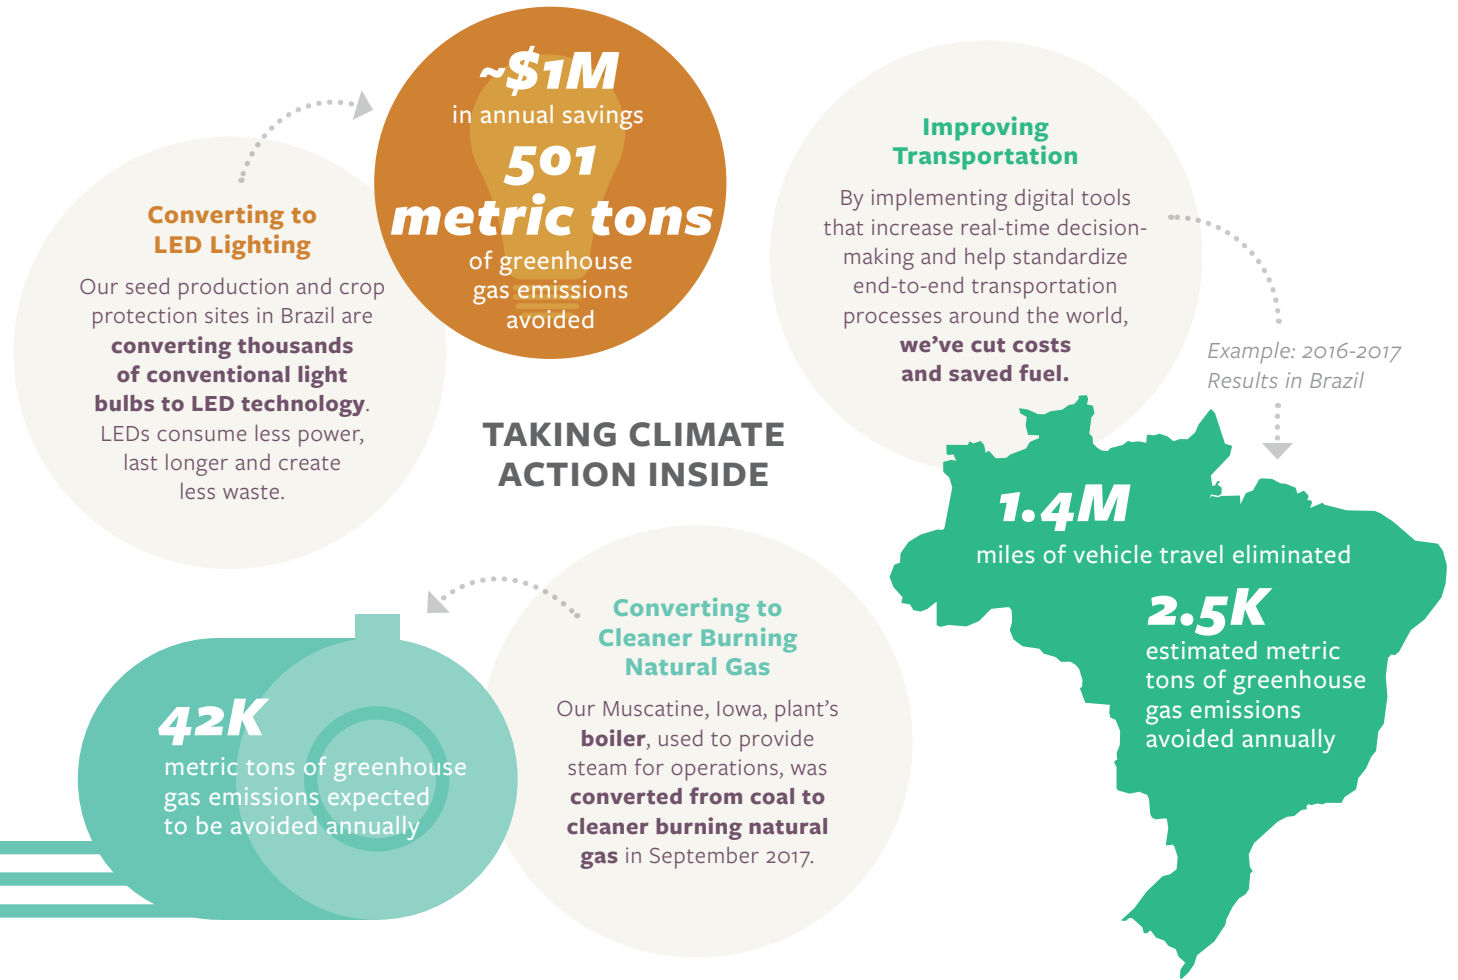 ~$1M
in annual savings
501
metric tons
of greenhouse
gas emissions
avoided
Converting to
LED Lighting
Our seed production and crop
protection sites in Brazil are
converting thousands
of conventional light
bulbs to LED technology.
LEDs consume less power,
last longer and create
less waste.
Improving
Transportation
By implementing digital tools
that increase real-time decision-
making and help standardize
end-to-end transportation
processes around the world,
we've cut costs
and saved fuel.
Example: 2016-2017
Results in Brazil
TAKING CLIMATE
ACTION INSIDE
1.4M
miles of vehicle travel eliminated
2.5K
estimated metric
tons of greenhouse
gas emissions
avoided annually
Converting to
Cleaner Burning
Natural Gas
Our Muscatine, Iowa, plant's
boiler, used to provide
steam for operations, was
converted from coal to
cleaner burning natural
gas in September 2017.
42K
metric tons of greenhouse
gas emissions expected
to be avoided annually